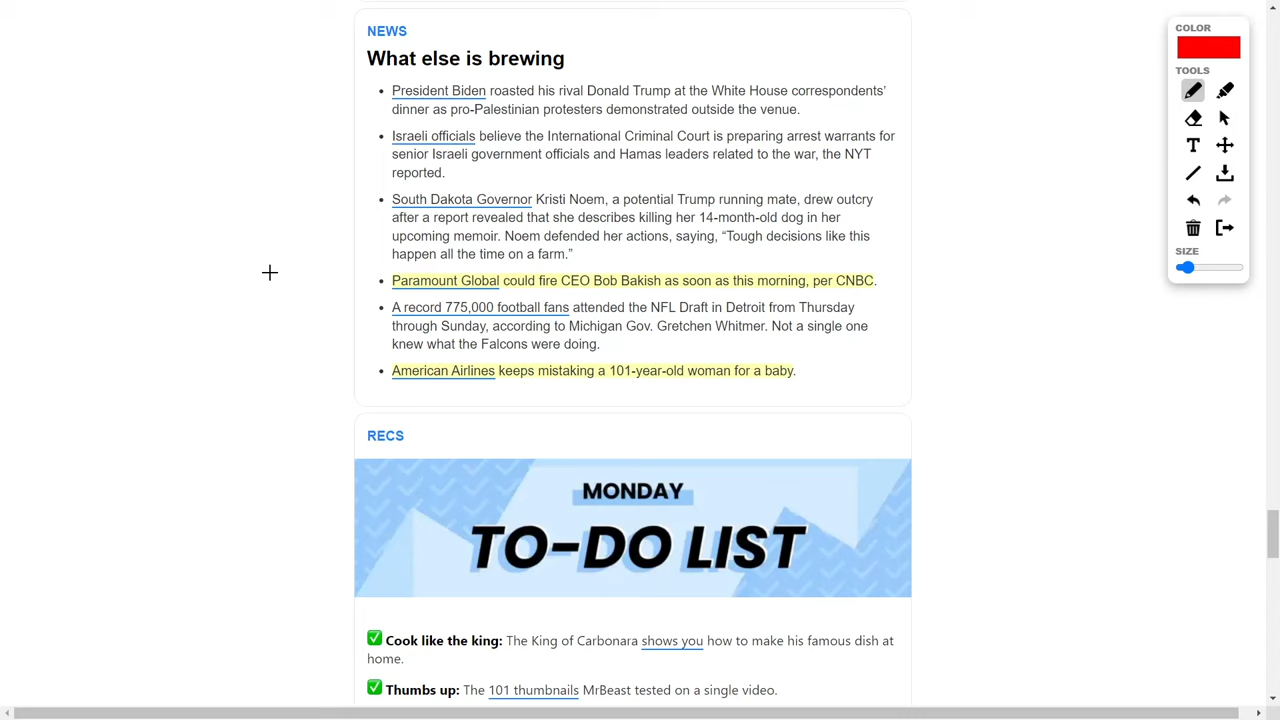 NEWS
What else is brewing
President Biden roasted his rival Donald Trump at the White House correspondents’
dinner as pro-Palestinian protesters demonstrated outside the venue.
Israeli officials believe the International Criminal Court is preparing arrest warrants for
senior Israeli government officials and Hamas leaders related to the war, the NYT
reported.
South Dakota Governor Kristi Noem, a potential Trump running mate, drew outcry
after a report revealed that she describes killing her 14-month-old dog in her
upcoming memoir. Noem defended her actions, saying, “Tough decisions like this
happen all the time on a farm.”
Paramount Global could fire CEO Bob Bakish as soon as this morning, per CNBC.
A record 775,000 football fans attended the NFL Draft in Detroit from Thursday
through Sunday, according to Michigan Gov. Gretchen Whitmer. Not a single one
knew what the Falcons were doing.
American Airlines keeps mistaking a 101-year-old woman for a baby.
RECS
MONDAY
TO-DO LIST
Cook like the king: The King of Carbonara shows you how to make his famous dish at
home.
Thumbs up: The 101 thumbnails MrBeast tested on a single video.
COLOR
TOOLS
T
SIZE